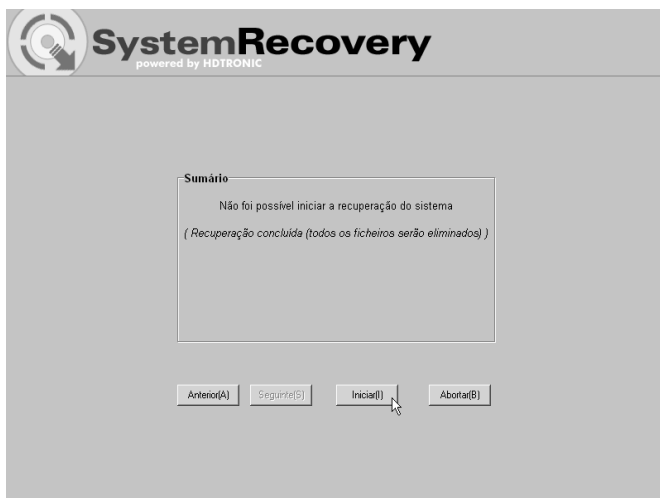 SystemRecovery
powered by HDTRONIC
Sumário
Não foi possível iniciar a recuperação do sistema
( Recuperação concluída (todos os ficheiros serão eliminados) )
Anterior(A) Seguinte(S) Iniciar(I) Abortar(B)